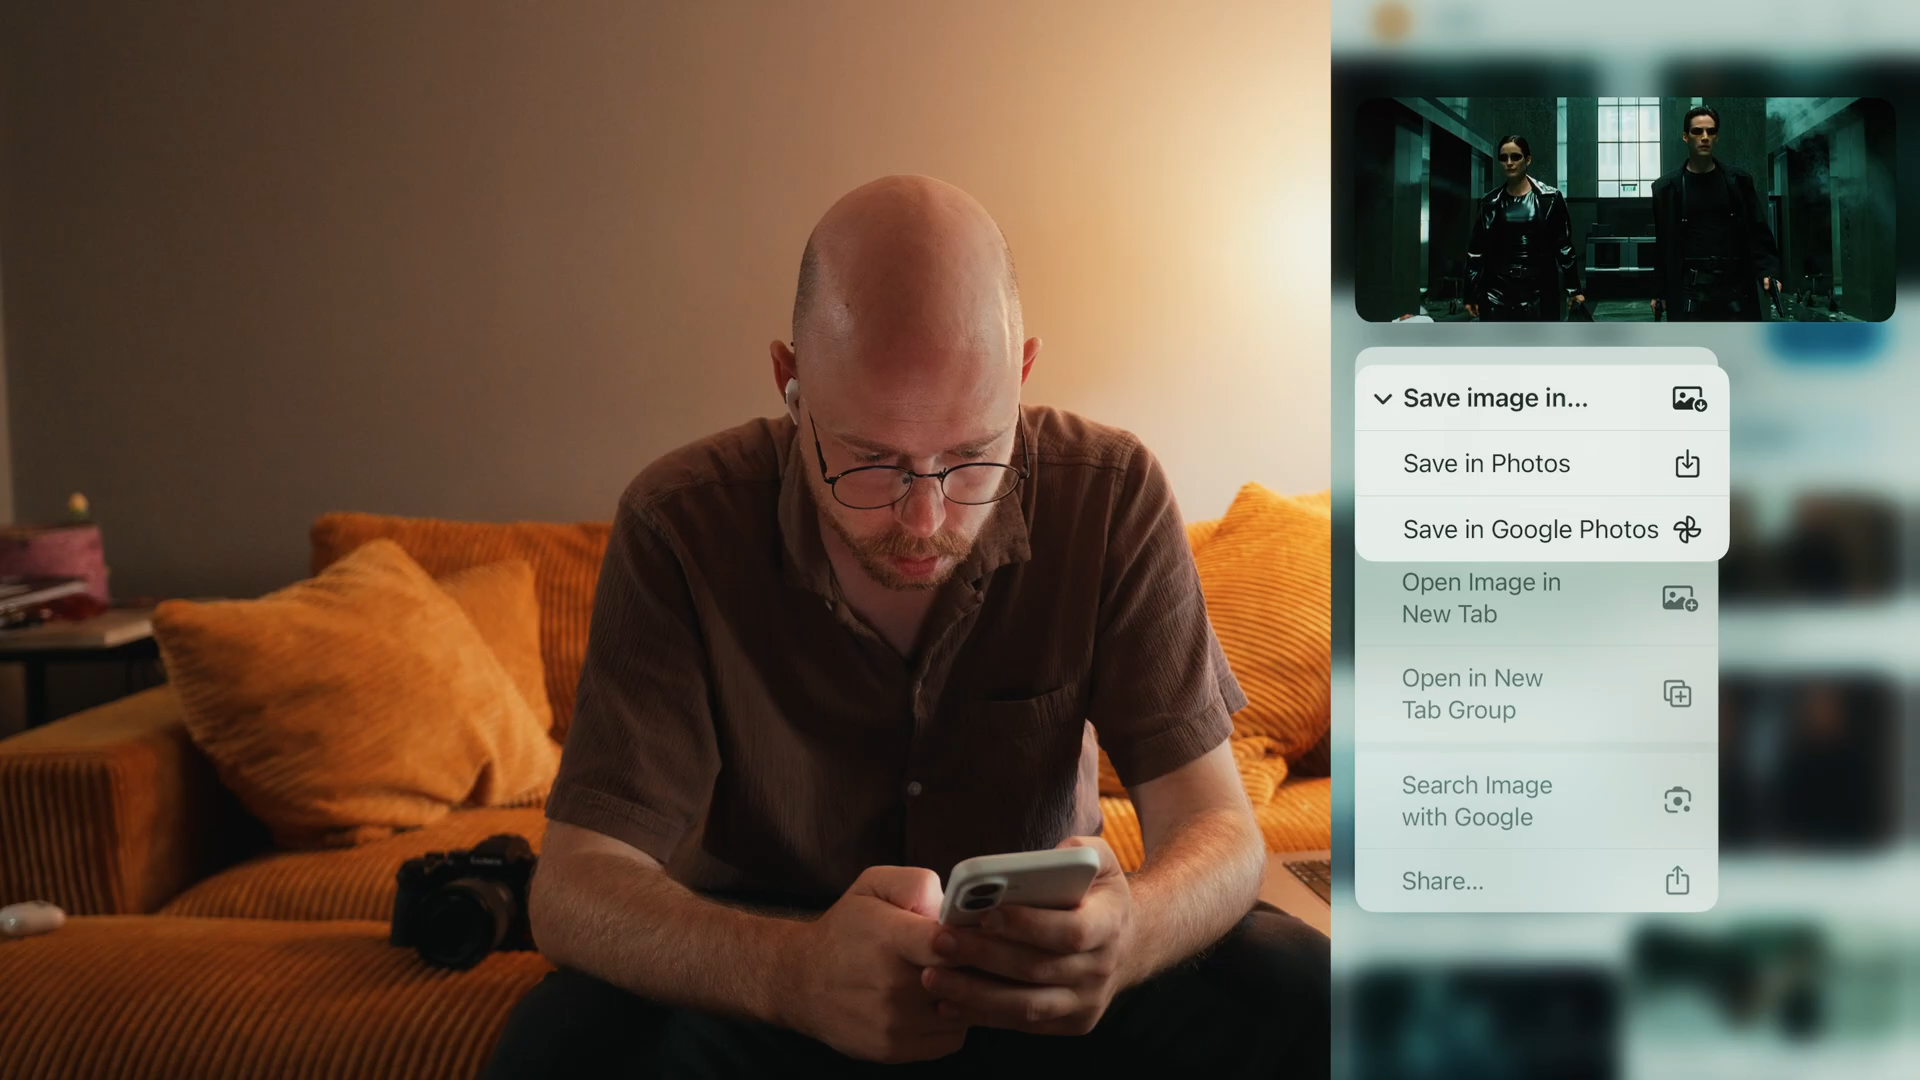 Save image in...
Save in Photos
Save in Google Photos
Open Image in
New Tab
Open in New
Tab Group
Search Image
with Google
Share...
LUMIX